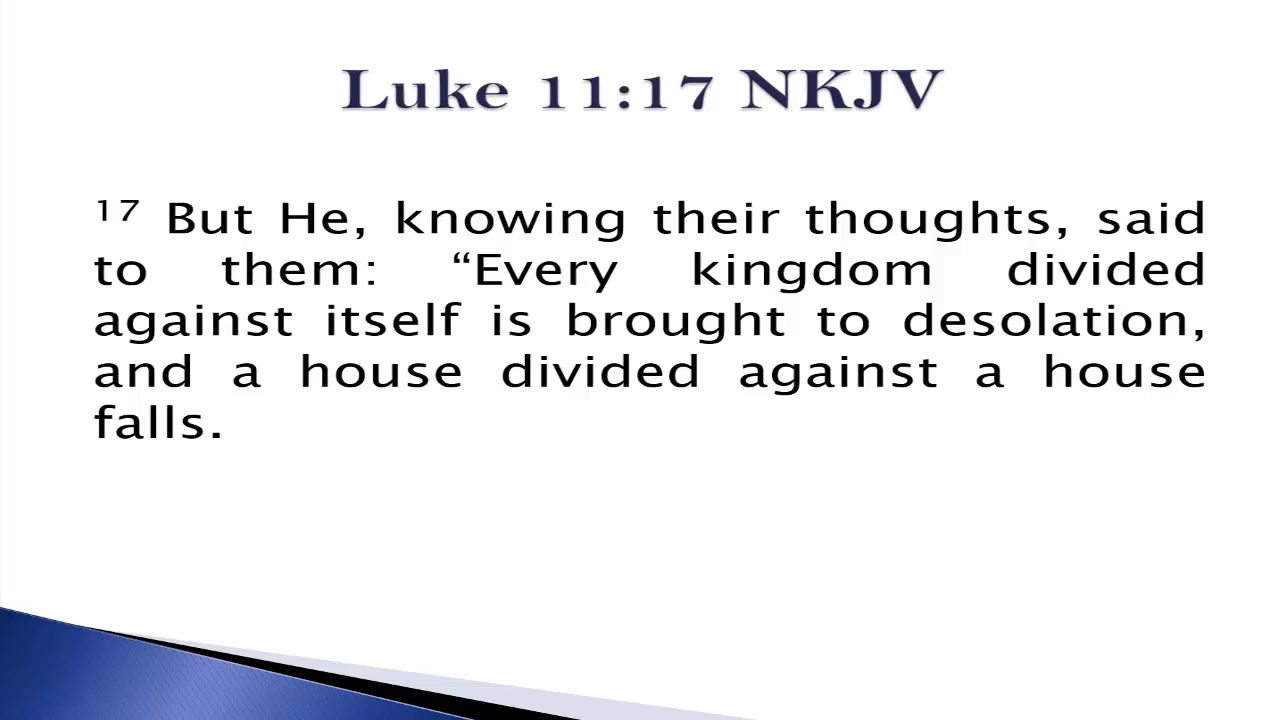 Luke 11:17 NKJV
17 But He, knowing their thoughts, said
to them: “Every kingdom divided
against itself is brought to desolation,
and a house divided against a house
falls.